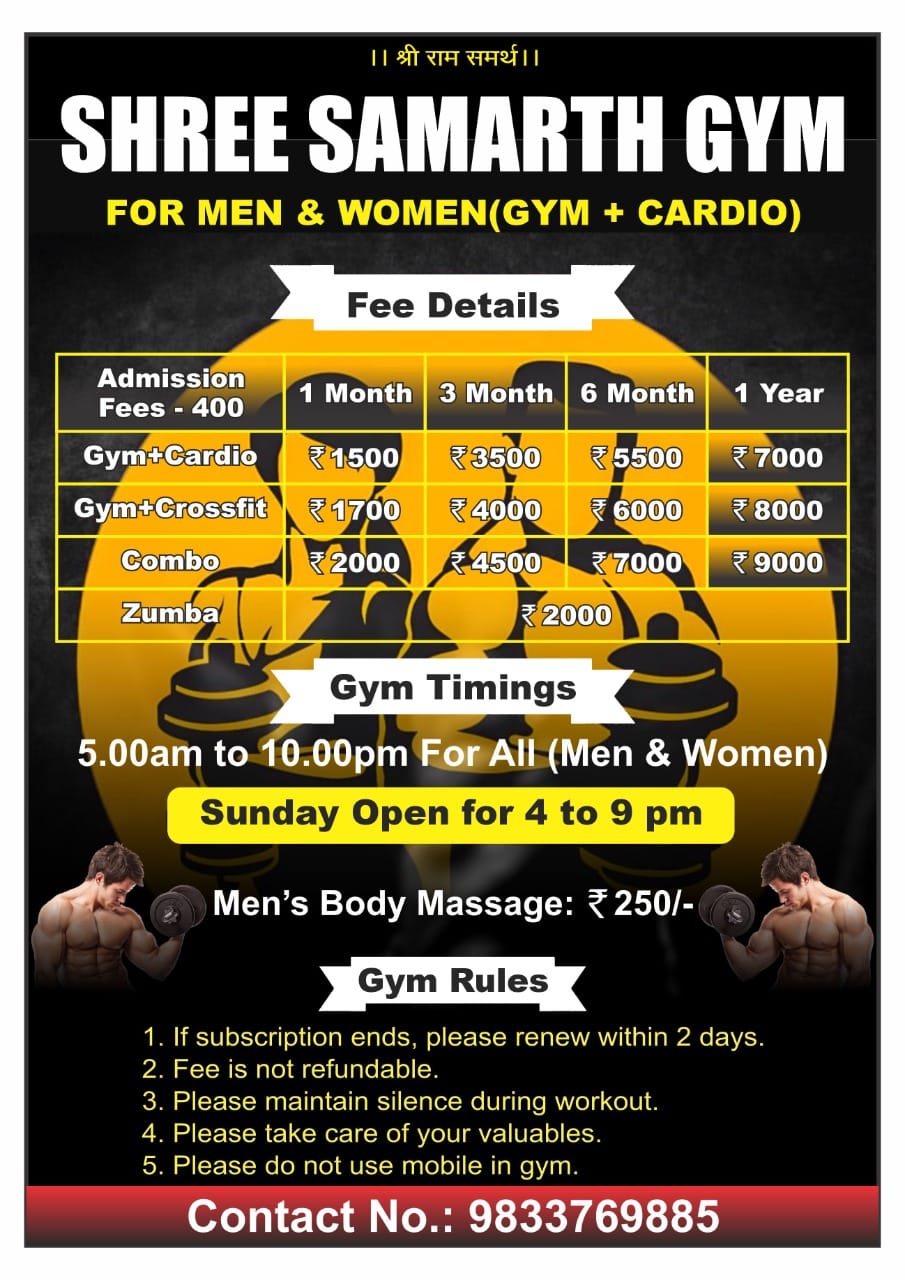 ।। श्री राम समर्थ।।
SHREE SAMARTH GYM
FOR MEN & WOMEN(GYM + CARDIO)
Fee Details
Admission Fees - 400 1 Month 3 Month 6 Month 1 Year
Gym+Cardio ₹1500 ₹3500 ₹5500 ₹7000
Gym+Crossfit ₹1700 ₹4000 ₹6000 ₹8000
Combo ₹2000 ₹4500 ₹7000 ₹9000
Zumba ₹2000
Gym Timings
5.00am to 10.00pm For All (Men & Women)
Sunday Open for 4 to 9 pm
Men's Body Massage: ₹250/-
Gym Rules
1. If subscription ends, please renew within 2 days.
2. Fee is not refundable.
3. Please maintain silence during workout.
4. Please take care of your valuables.
5. Please do not use mobile in gym.
Contact No.: 9833769885